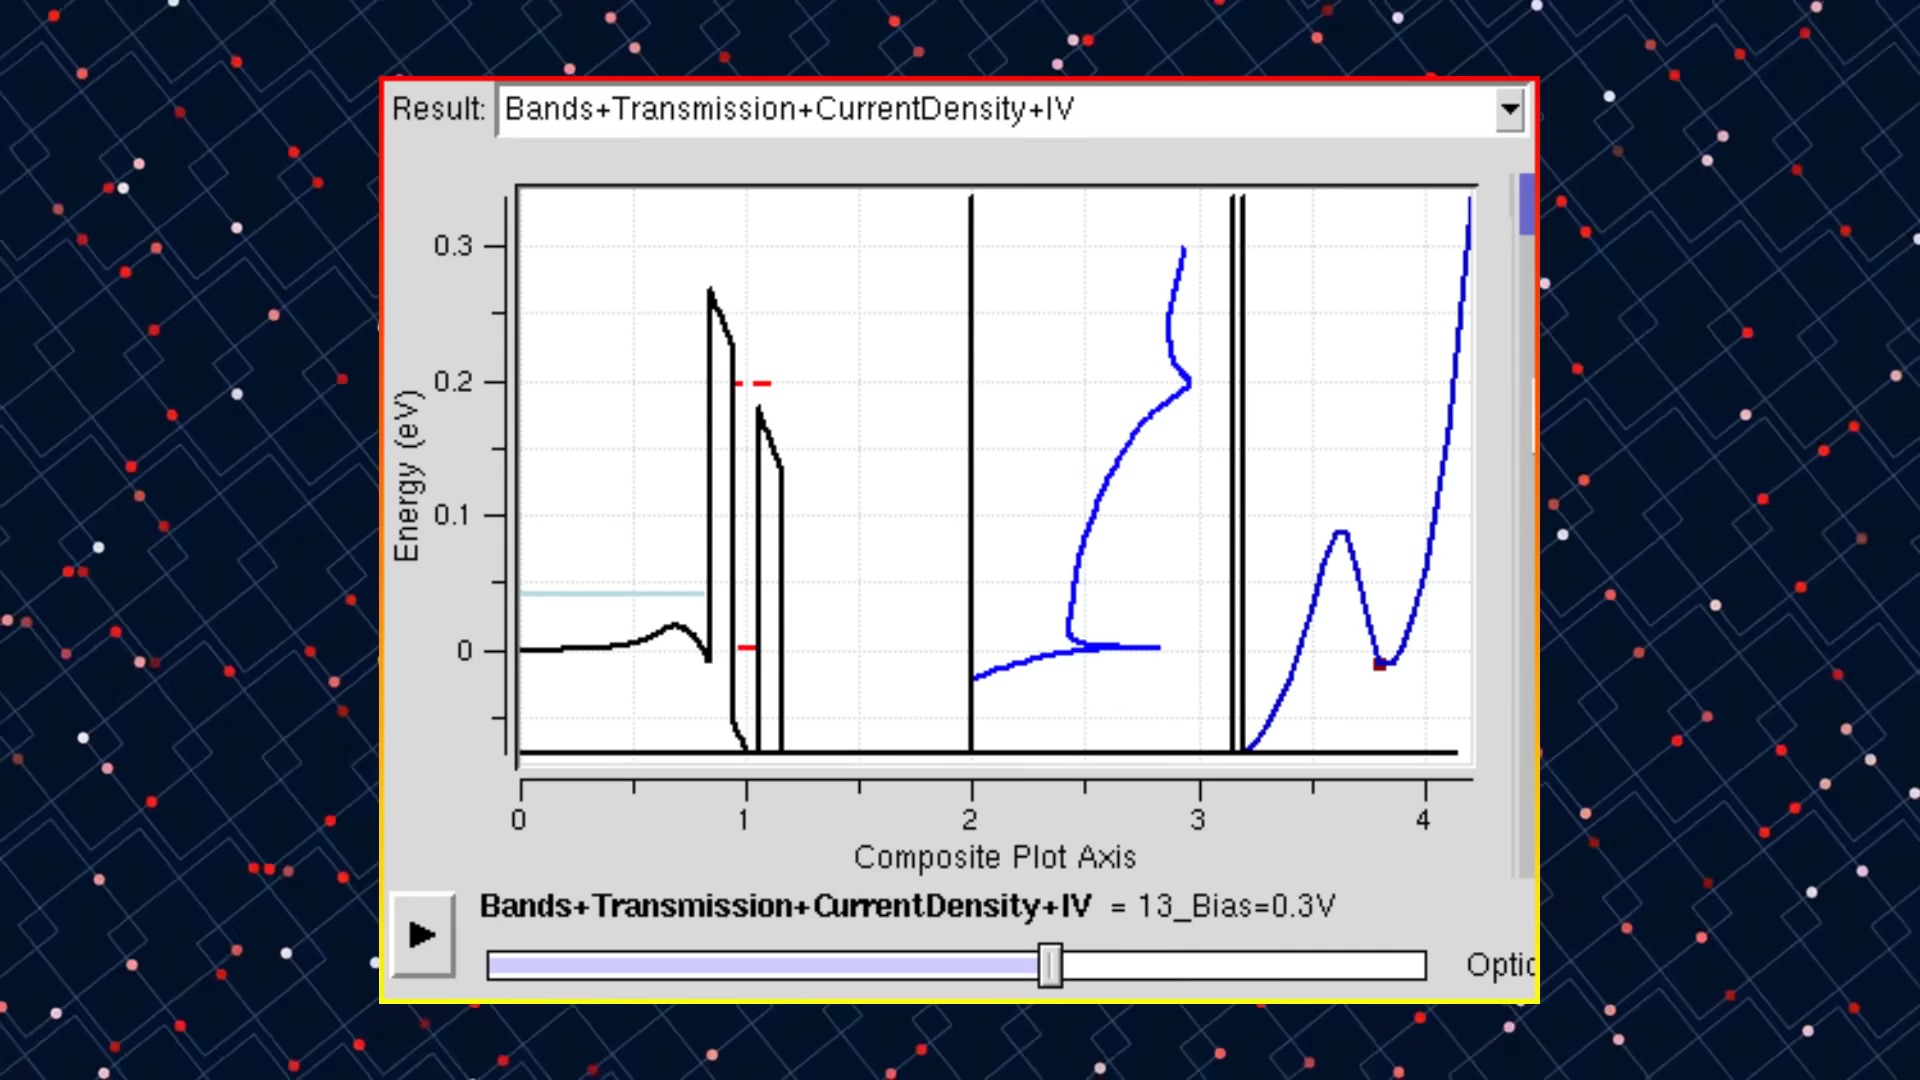 Result: Bands+Transmission+CurrentDensity+IV
0.3
0.2
0.1
0
Energy (eV)
0 1 2 3 4
Composite Plot Axis
Bands+Transmission+CurrentDensity+IV = 13_Bias=0.3V
Optic